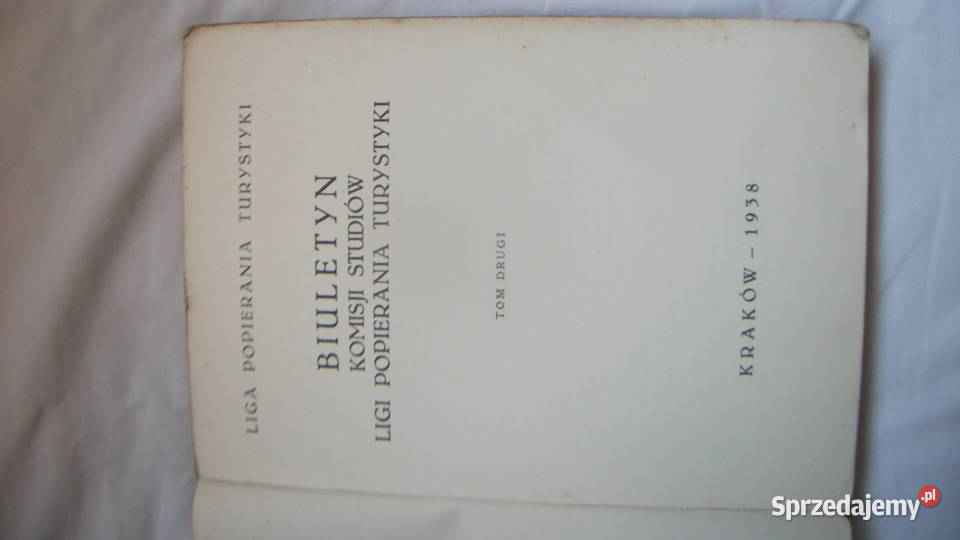 LIGA POPIERANIA TURYSTYKI
BIULETYN
KOMISJI STUDIÓW
LIGI POPIERANIA TURYSTYKI
TOM DRUGI
KRAKÓW — 1938
Sprzedajemy.pl